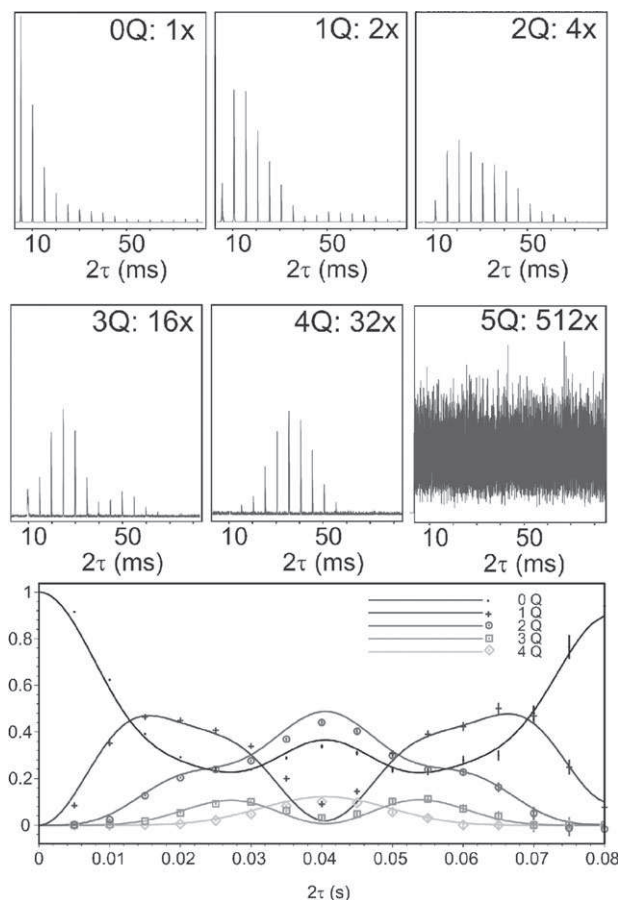 0Q: 1x
1Q: 2x
2Q: 4x
10 50
10 50
10 50
2τ (ms)
2τ (ms)
2τ (ms)
3Q: 16x
4Q: 32x
5Q: 512x
10 50
10 50
10 50
2τ (ms)
2τ (ms)
2τ (ms)
1
0.8
0.6
0.4
0.2
0
0 Q
1 Q
2 Q
3 Q
4 Q
0 0.01 0.02 0.03 0.04 0.05 0.06 0.07 0.08
2τ (s)